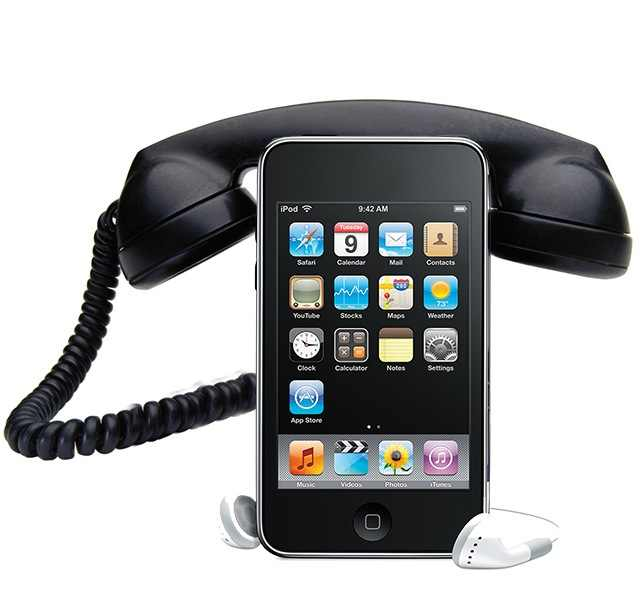 iPod 9:42 AM
Tuesday
9
280
73°
Safari Calendar Mail Contacts
YouTube Stocks Maps Weather
Clock Calculator Notes Settings
App Store
Music Videos Photos iTunes